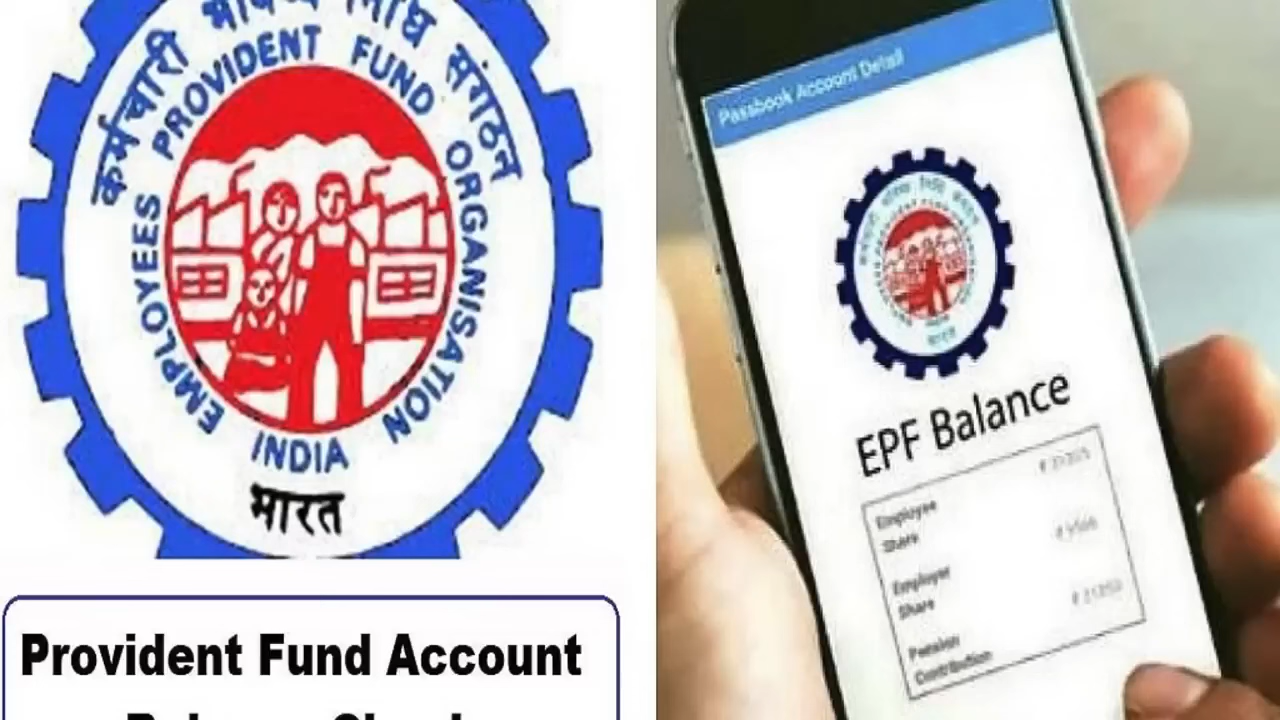 कर्मचारी भविष्य निधि संगठन
EMPLOYEES PROVIDENT FUND ORGANISATION
INDIA
भारत
Provident Fund Account
Passbook Account Detail
EPF Balance
Employee
Share
Employer
Share
Pension
Contribution